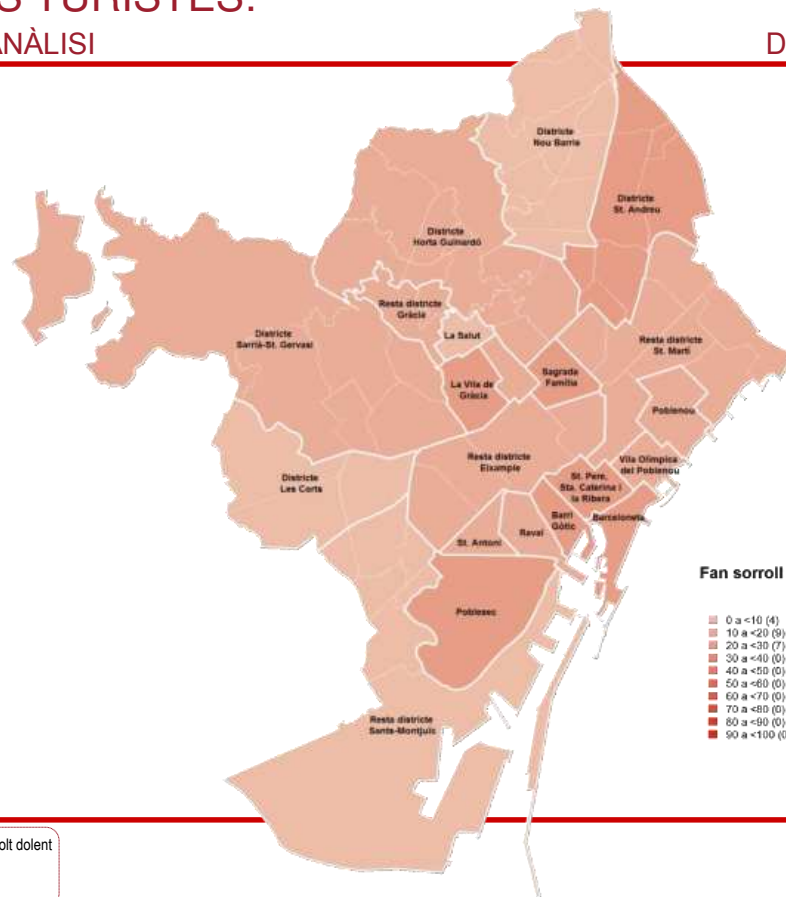 S TURISTES:
ANÀLISI
D
Districte
Nou Barris
Districte
St. Andreu
Districte
Horta Guinardó
Resta districte
Gràcia
La Salut
Districte
Sarrià-St. Gervasi
Resta districte
St. Martí
Sagrada
Família
La Vila de
Gràcia
Poblenou
Resta districte
Eixample
Vila Olímpica
del Poblenou
Districte
Les Corts
St. Pere,
Sta. Caterina i
la Ribera
Barri
Gòtic
Barceloneta
Raval
St. Antoni
Poblesec
Resta districte
Sants-Montjuïc
Fan sorroll
0 a <10 (4)
10 a <20 (9)
20 a <30 (7)
30 a <40 (0)
40 a <50 (0)
50 a <60 (0)
60 a <70 (0)
70 a <80 (0)
80 a <90 (0)
90 a <100 (0
olt dolent